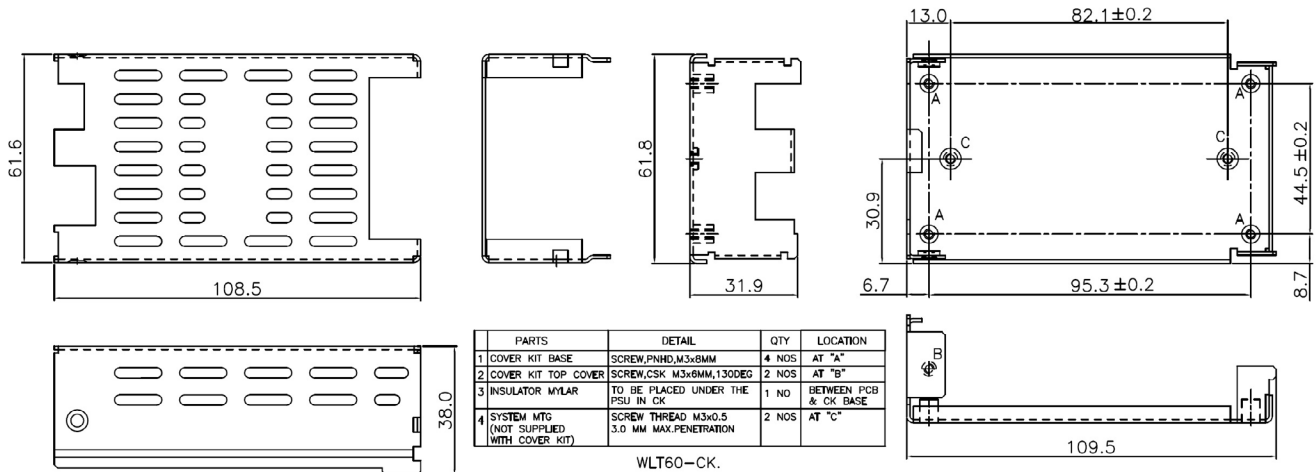 13.0
82.1±0.2
61.6
61.8
A
A
C
C
30.9
44.5±0.2
A
A
108.5
31.9
6.7
95.3±0.2
8.7
PARTS DETAIL QTY LOCATION
1 COVER KIT BASE SCREW,PNHD,M3x8MM 4 NOS AT "A"
2 COVER KIT TOP COVER SCREW,CSK M3x6MM,130DEG 2 NOS AT "B"
3 INSULATOR MYLAR TO BE PLACED UNDER THE PSU IN CK 1 NO BETWEEN PCB & CK BASE
4 SYSTEM MTG (NOT SUPPLIED WITH COVER KIT) SCREW THREAD M3x0.5 3.0 MM MAX.PENETRATION 2 NOS AT "C"
38.0
B
109.5
WLT60-CK.